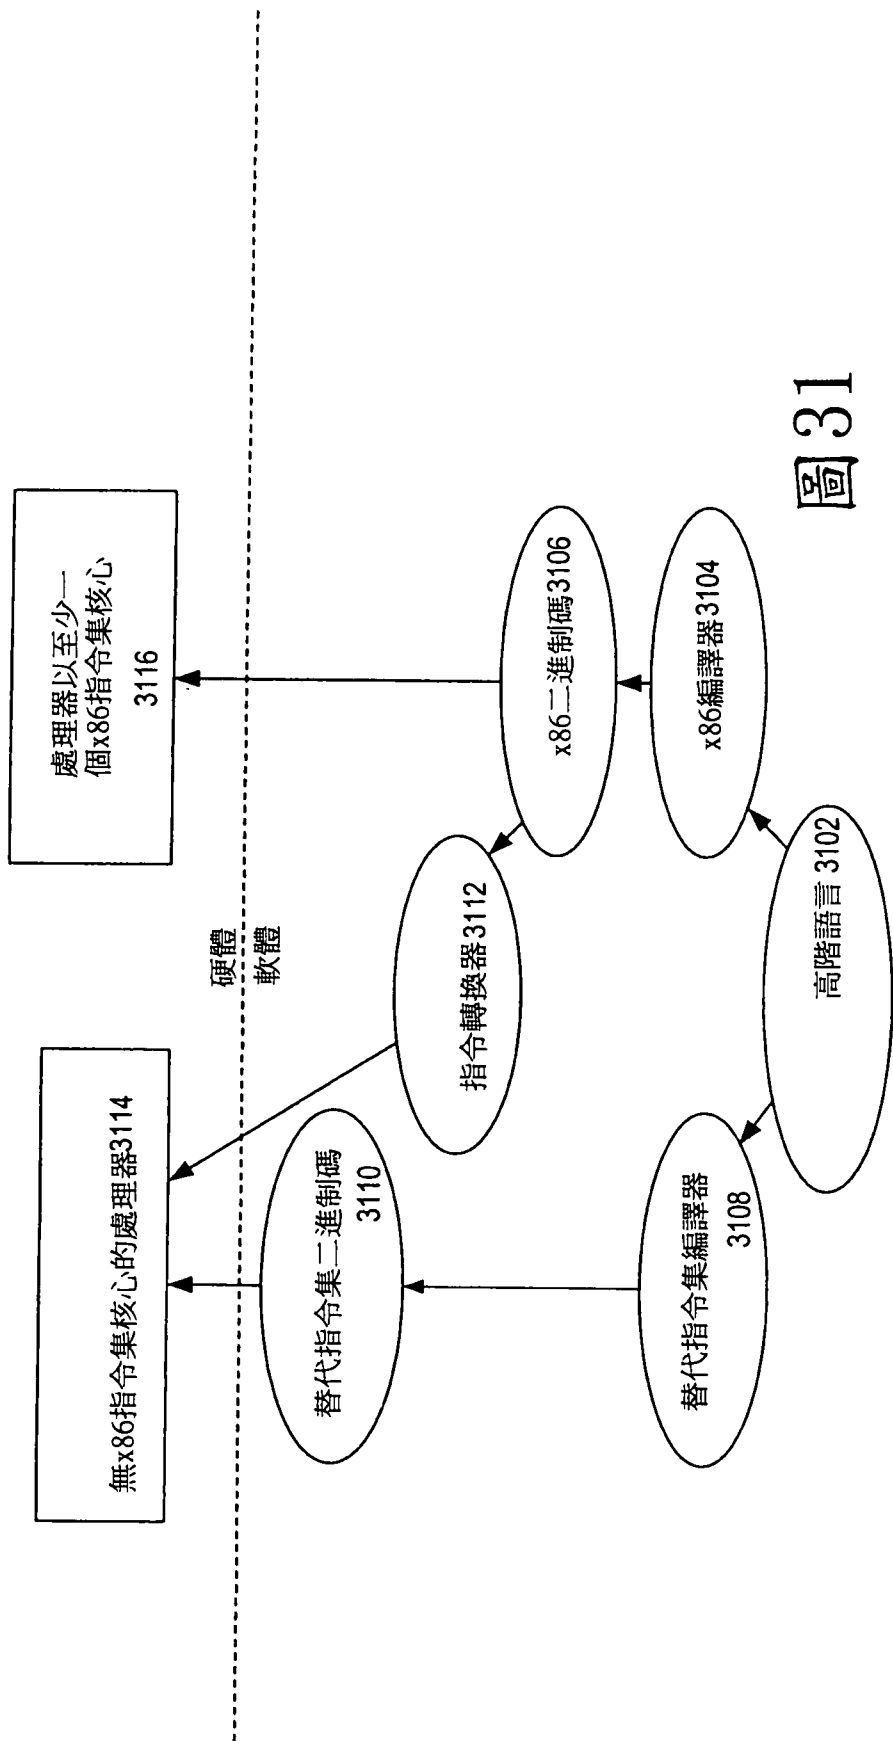 無x86指令集核心的處理器3114
處理器以至少一
個x86指令集核心
3116
硬體
軟體
替代指令集二進制碼
3110
指令轉換器3112
x86二進制碼3106
替代指令集編譯器
3108
x86編譯器3104
高階語言 3102
圖31